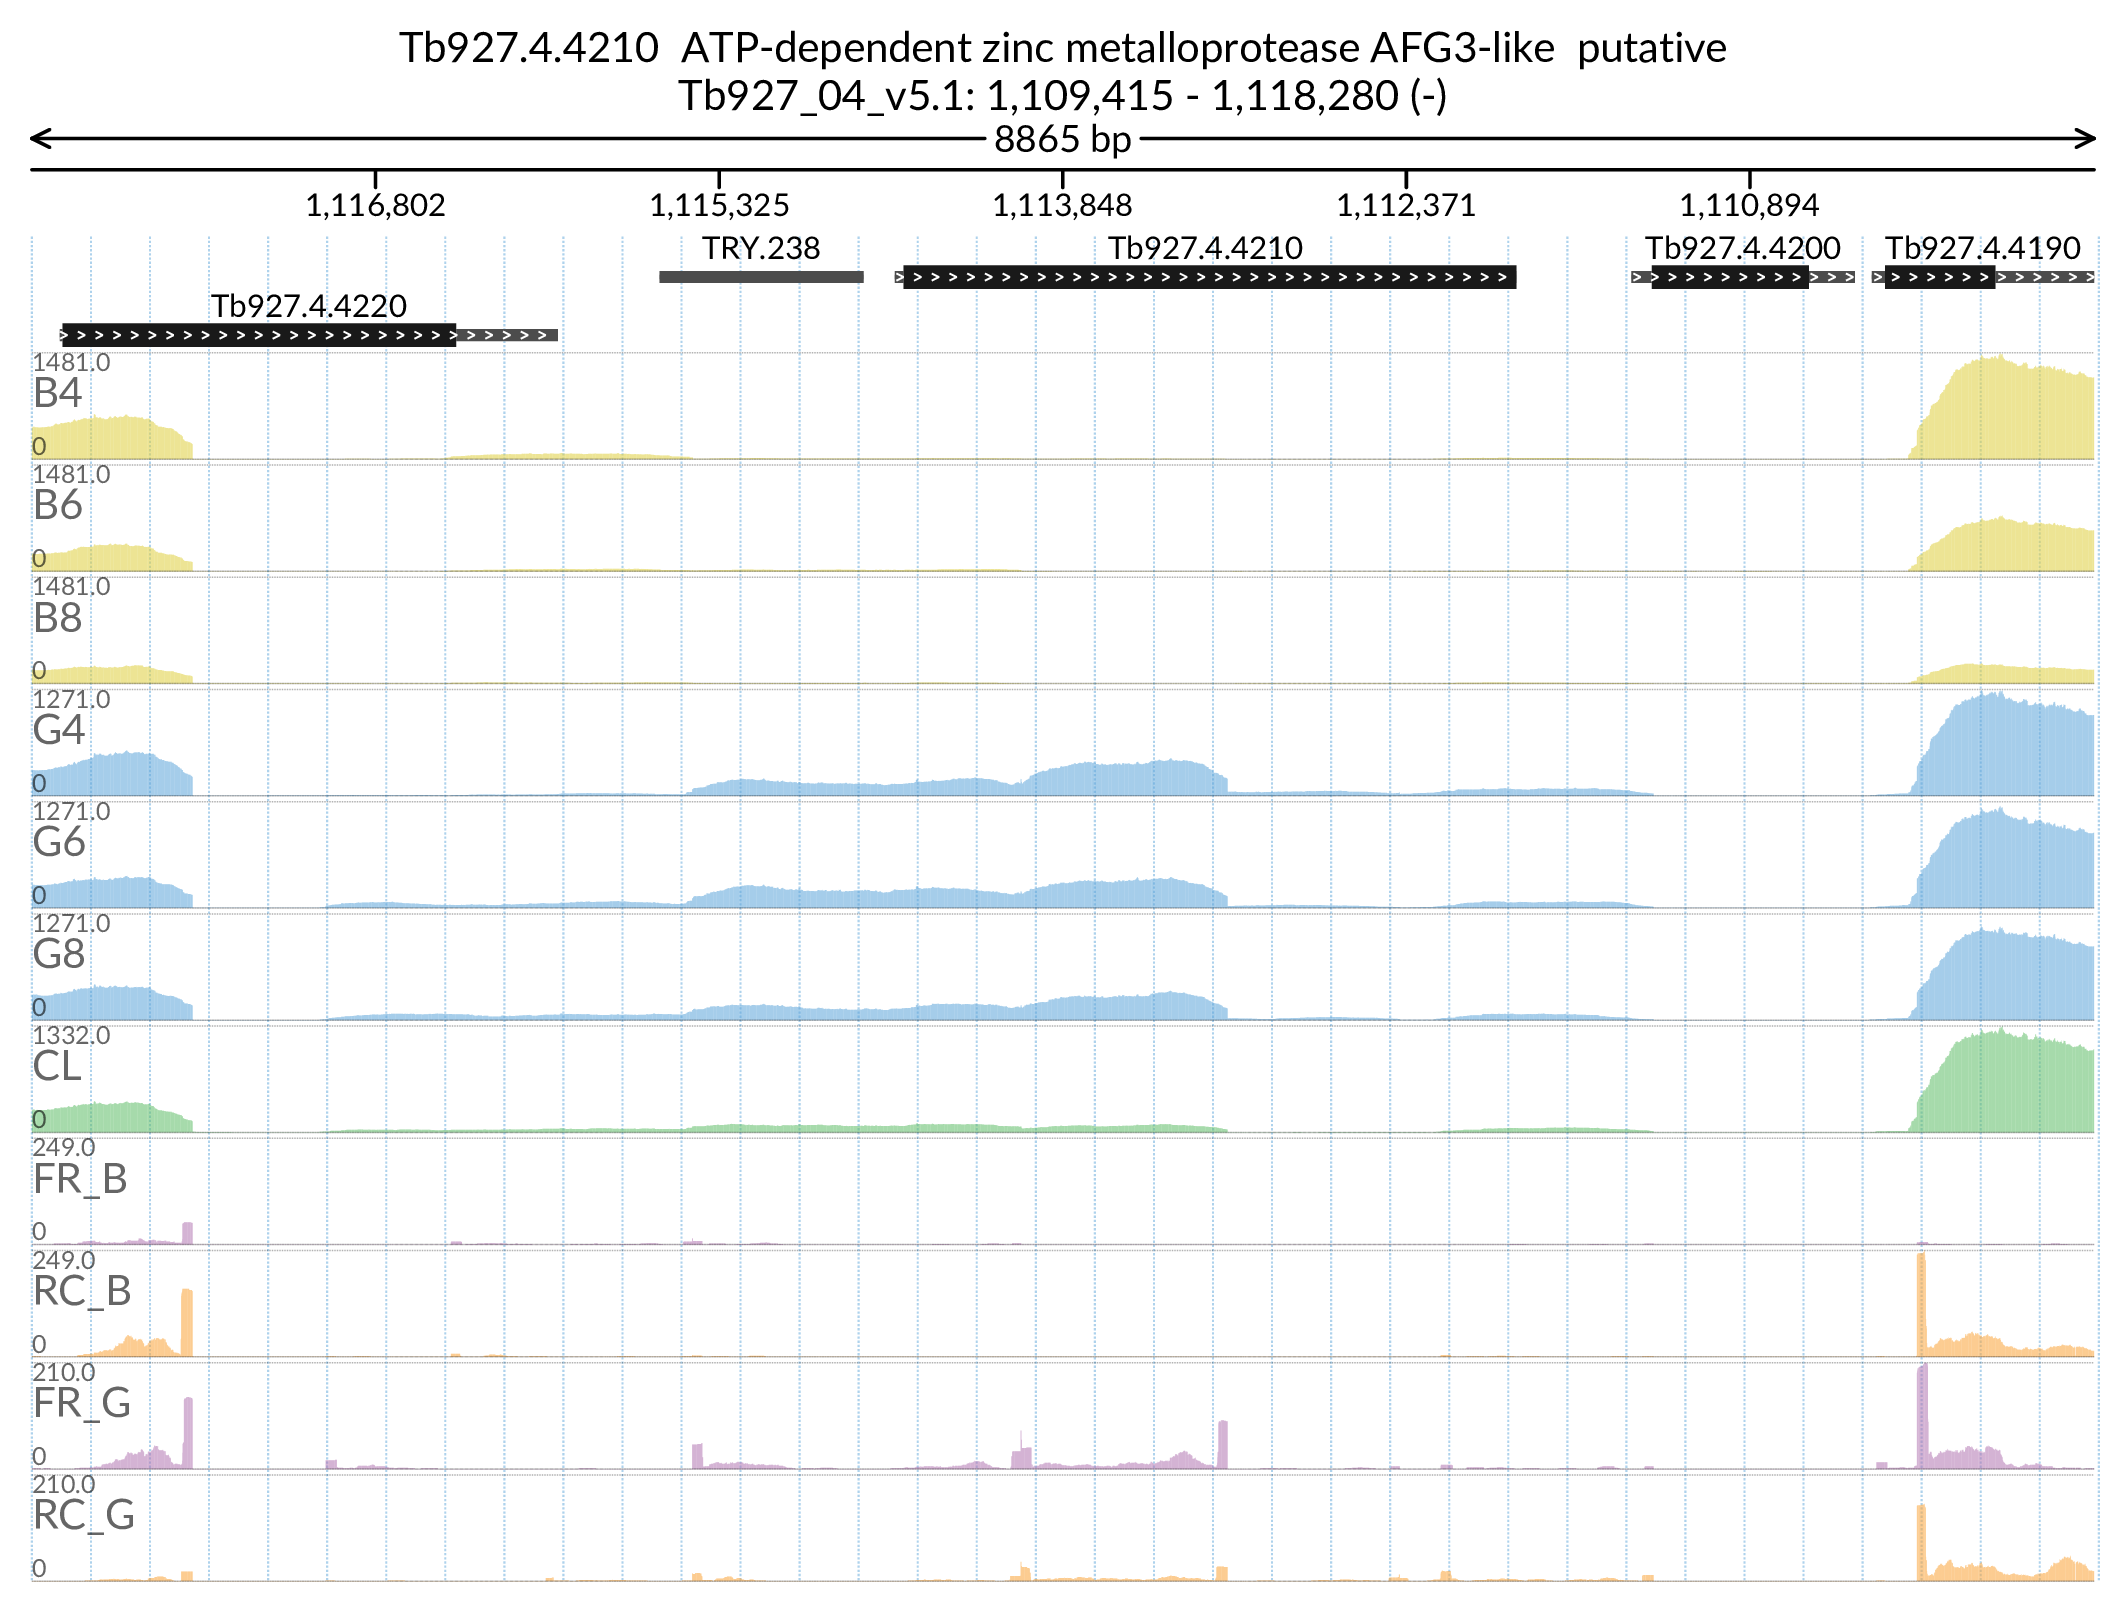 Tb927.4.4210  ATP-dependent zinc metalloprotease AFG3-like  putative
Tb927_04_v5.1: 1,109,415 - 1,118,280 (-)
8865 bp
1,116,802 1,115,325 1,113,848 1,112,371 1,110,894
TRY.238 Tb927.4.4210 Tb927.4.4200 Tb927.4.4190
Tb927.4.4220
1481.0
B4
0
1481.0
B6
0
1481.0
B8
0
1271.0
G4
0
1271.0
G6
0
1271.0
G8
0
1332.0
CL
0
249.0
FR_B
0
249.0
RC_B
0
210.0
FR_G
0
210.0
RC_G
0